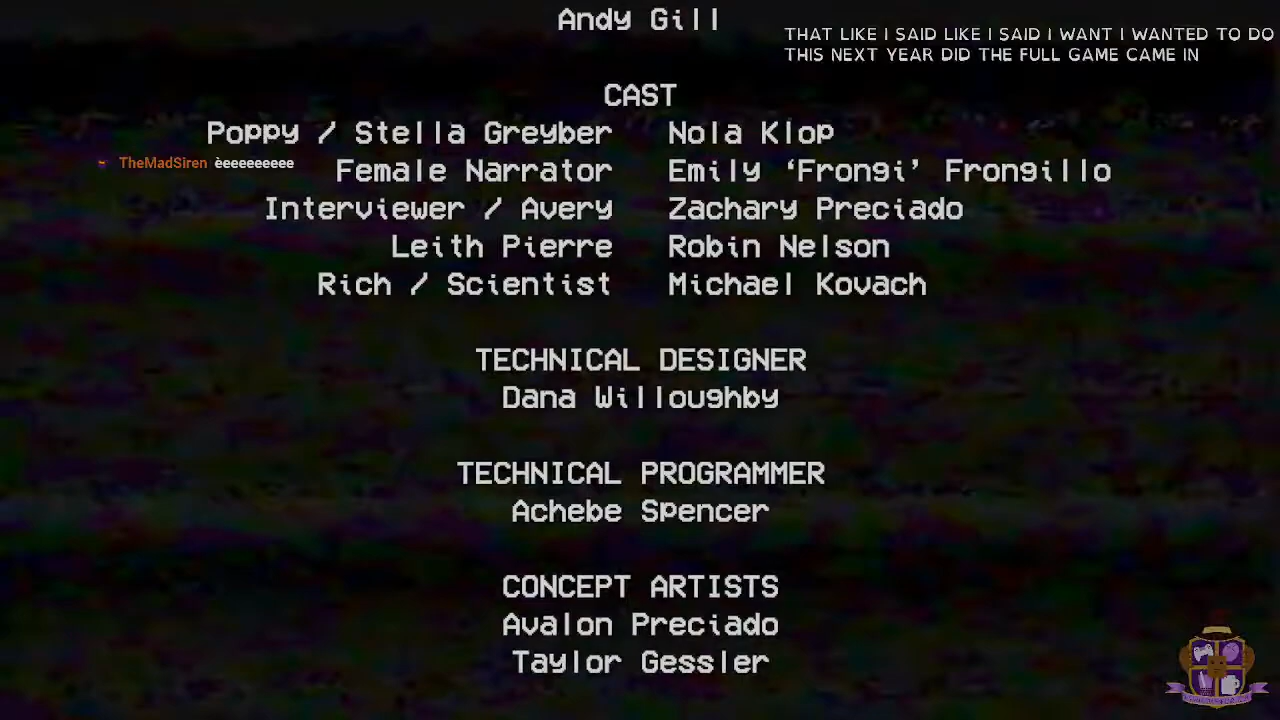 Andy Gill
THAT LIKE I SAID LIKE I SAID I WANT I WANTED TO DO
THIS NEXT YEAR DID THE FULL GAME CAME IN
CAST
Poppy / Stella Greyber Nola Klop
TheMadSiren èeeeeeeeee
Female Narrator Emily ‘Frongi’ Frongillo
Interviewer / Avery Zachary Preciado
Leith Pierre Robin Nelson
Rich / Scientist Michael Kovach
TECHNICAL DESIGNER
Dana Willoughby
TECHNICAL PROGRAMMER
Achebe Spencer
CONCEPT ARTISTS
Avalon Preciado
Taylor Gessler